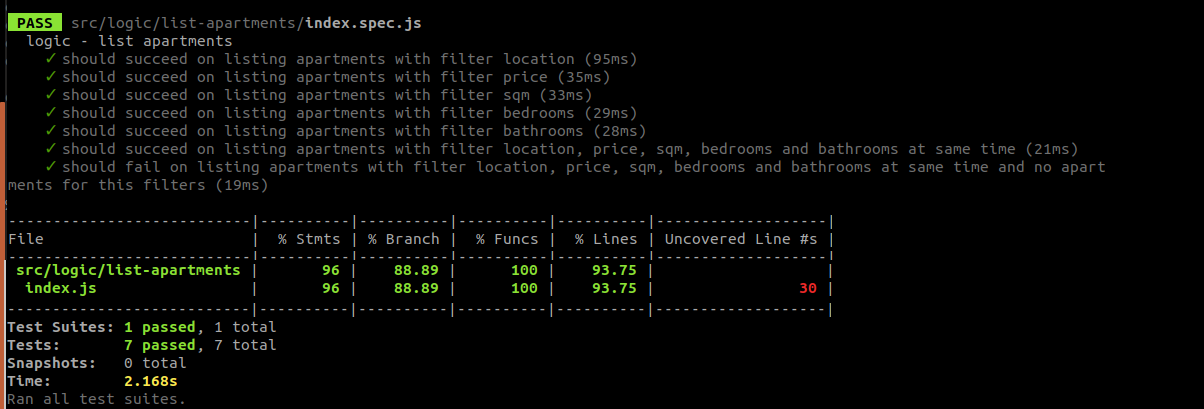 PASS src/logic/list-apartments/index.spec.js
logic - list apartments
✓ should succeed on listing apartments with filter location (95ms)
✓ should succeed on listing apartments with filter price (35ms)
✓ should succeed on listing apartments with filter sqm (33ms)
✓ should succeed on listing apartments with filter bedrooms (29ms)
✓ should succeed on listing apartments with filter bathrooms (28ms)
✓ should succeed on listing apartments with filter location, price, sqm, bedrooms and bathrooms at same time (21ms)
✓ should fail on listing apartments with filter location, price, sqm, bedrooms and bathrooms at same time and no apart
ments for this filters (19ms)
---------------------------|----------|----------|----------|----------|-------------------|
File | % Stmts | % Branch | % Funcs | % Lines | Uncovered Line #s |
---------------------------|----------|----------|----------|----------|-------------------|
src/logic/list-apartments | 96 | 88.89 | 100 | 93.75 | |
index.js | 96 | 88.89 | 100 | 93.75 | 30 |
---------------------------|----------|----------|----------|----------|-------------------|
Test Suites: 1 passed, 1 total
Tests: 7 passed, 7 total
Snapshots: 0 total
Time: 2.168s
Ran all test suites.